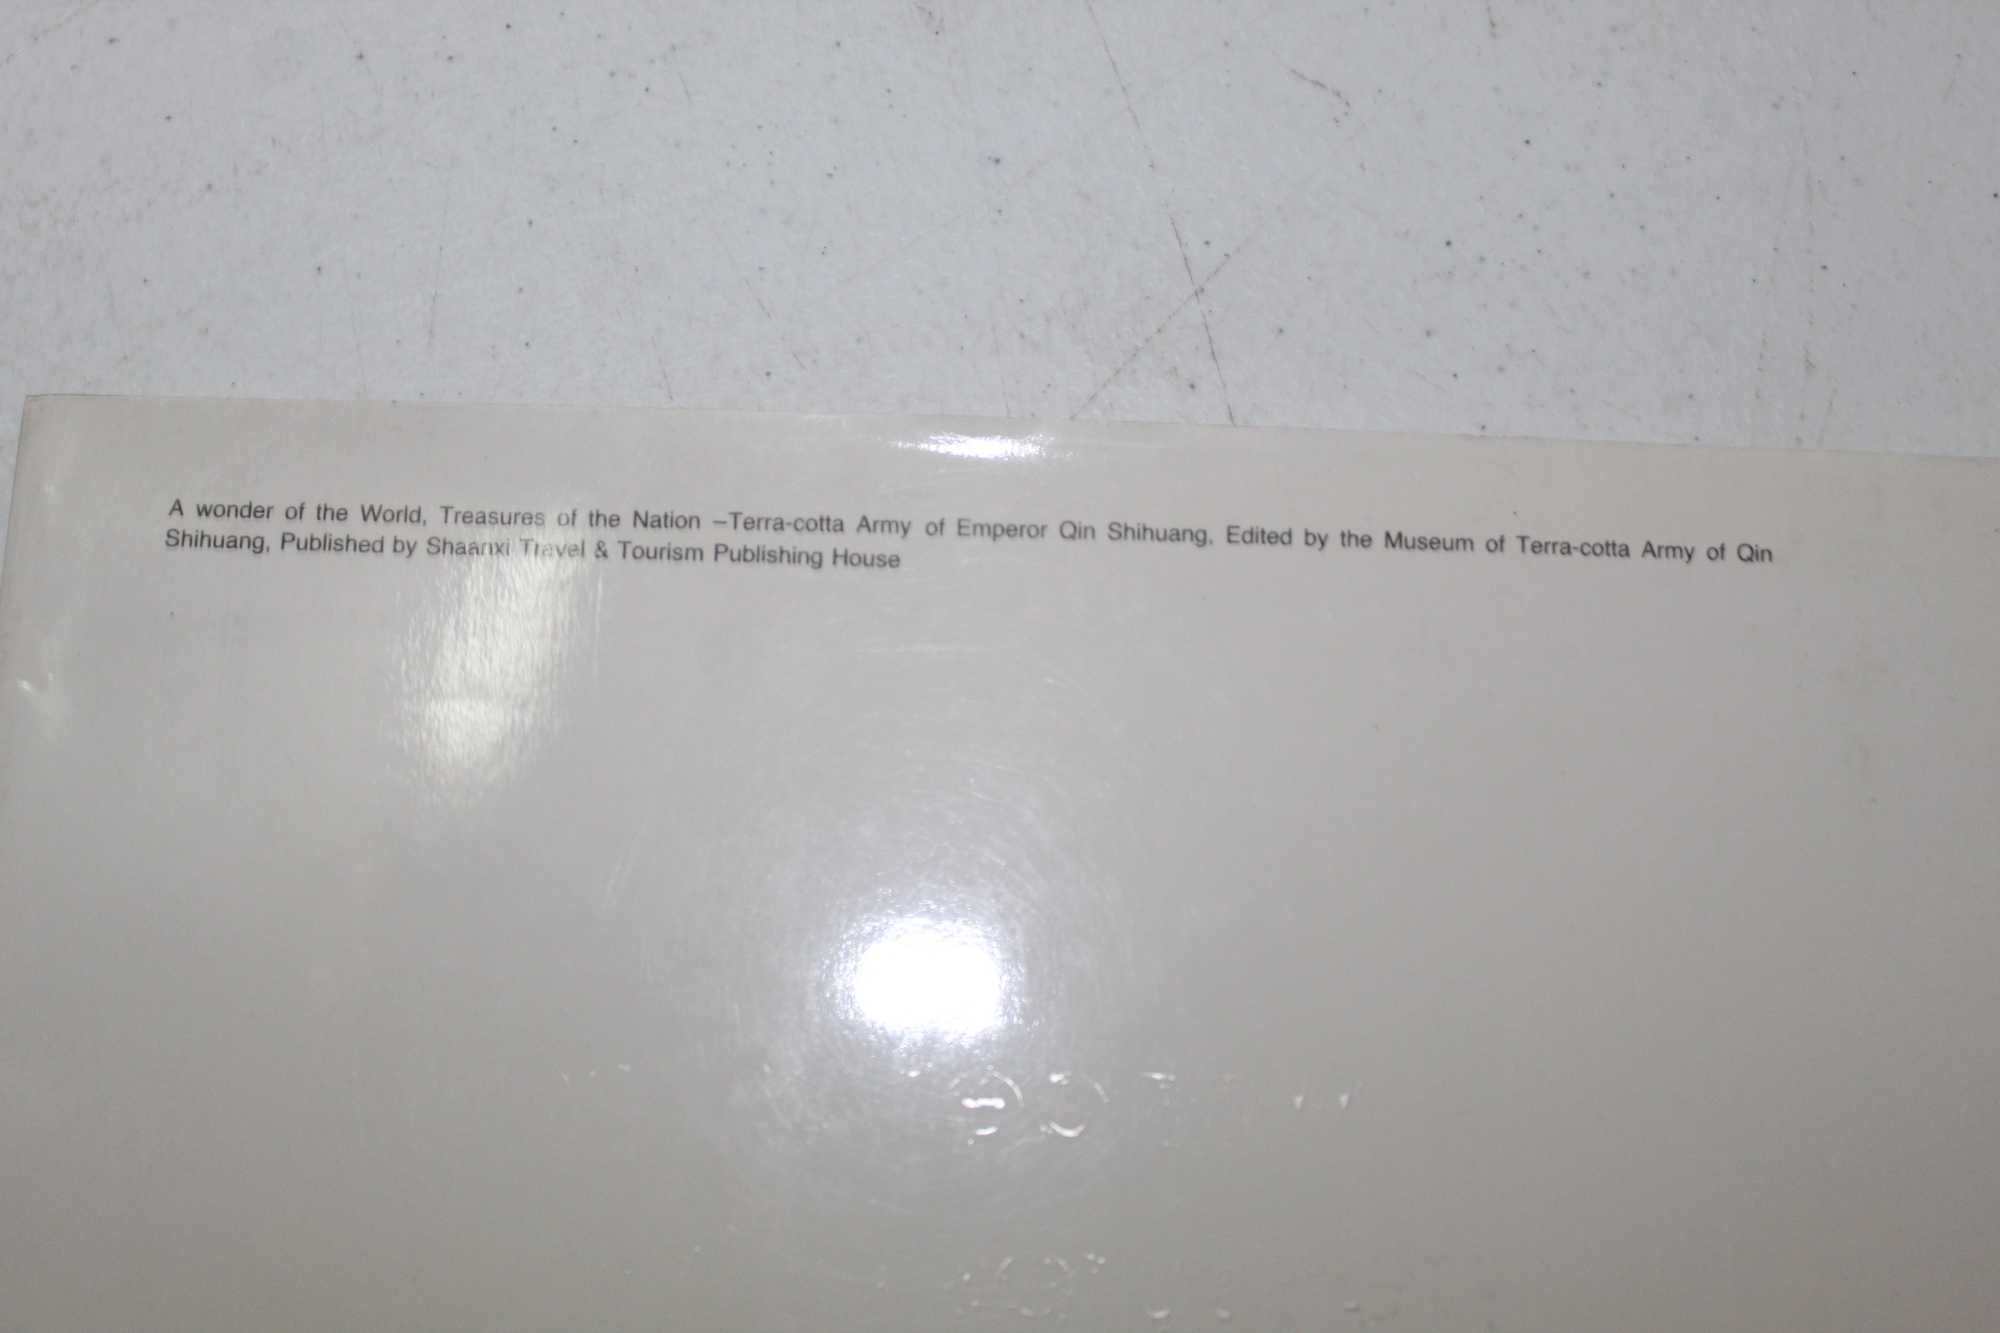 A wonder of the World, Treasures of the Nation –Terra-cotta Army of Emperor Qin Shihuang, Edited by the Museum of Terra-cotta Army of Qin
Shihuang, Published by Shaanxi Travel & Tourism Publishing House